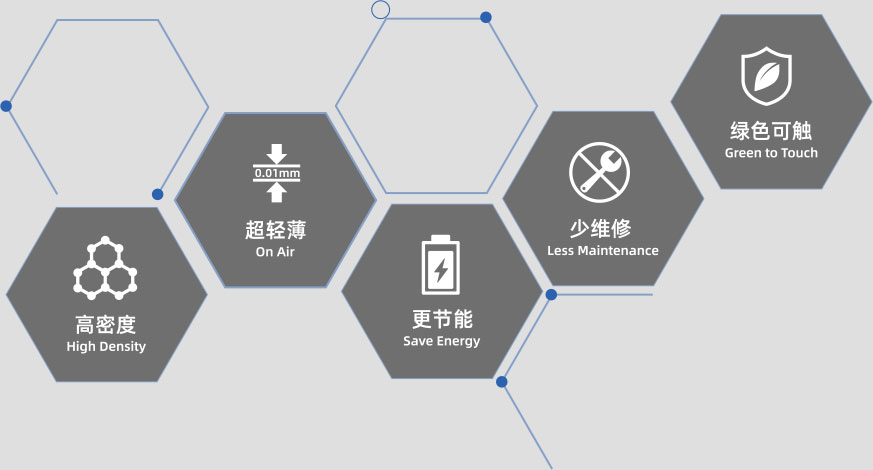 高密度
High Density
0.01mm
超轻薄
On Air
更节能
Save Energy
少维修
Less Maintenance
绿色可触
Green to Touch